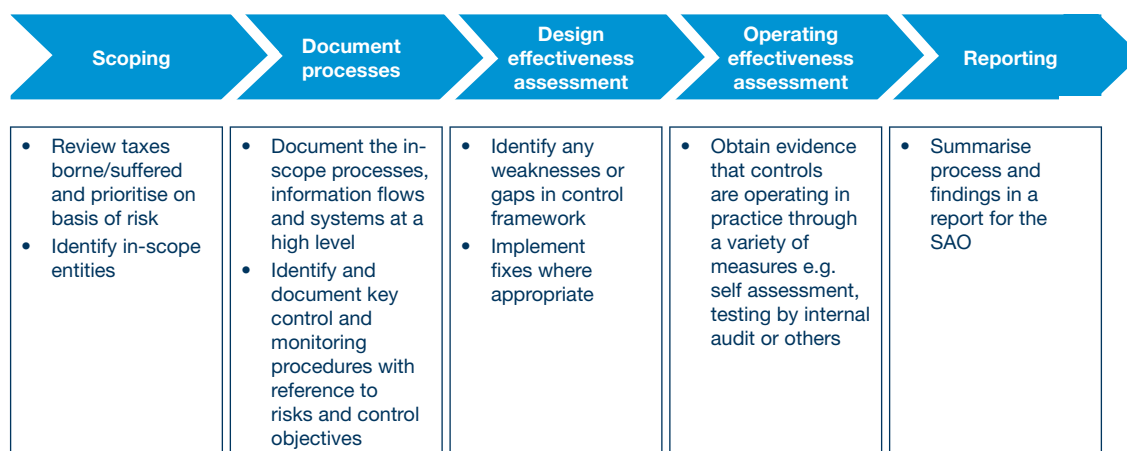 Scoping
Document
processes
Design
effectiveness
assessment
Operating
effectiveness
assessment
Reporting
• Review taxes
borne/suffered
and prioritise on
basis of risk
• Identify in-scope
entities
• Document the in-
scope processes,
information flows
and systems at a
high level
• Identify and
document key
control and
monitoring
procedures with
reference to
risks and control
objectives
• Identify any
weaknesses or
gaps in control
framework
• Implement
fixes where
appropriate
• Obtain evidence
that controls
are operating in
practice through
a variety of
measures e.g.
self assessment,
testing by internal
audit or others
• Summarise
process and
findings in a
report for the
SAO